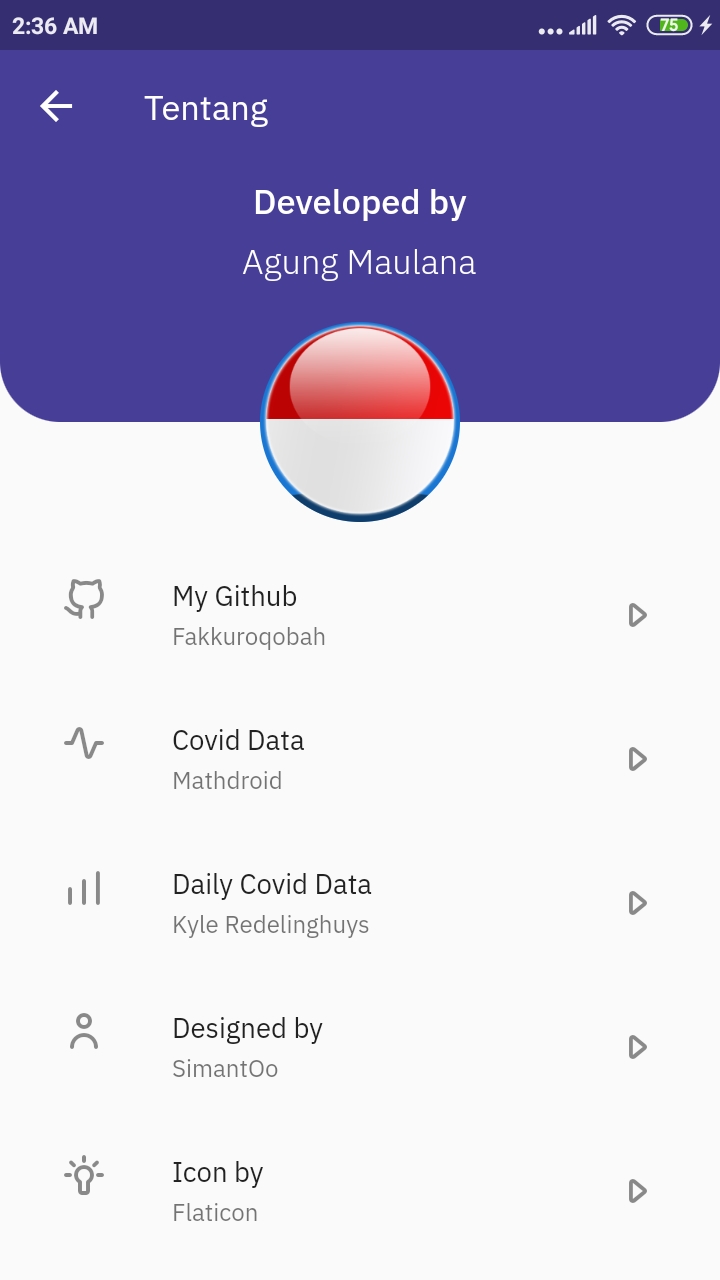 2:36 AM
75
Tentang
Developed by
Agung Maulana
My Github
Fakkuroqobah
Covid Data
Mathdroid
Daily Covid Data
Kyle Redelinghuys
Designed by
SimantOo
Icon by
Flaticon